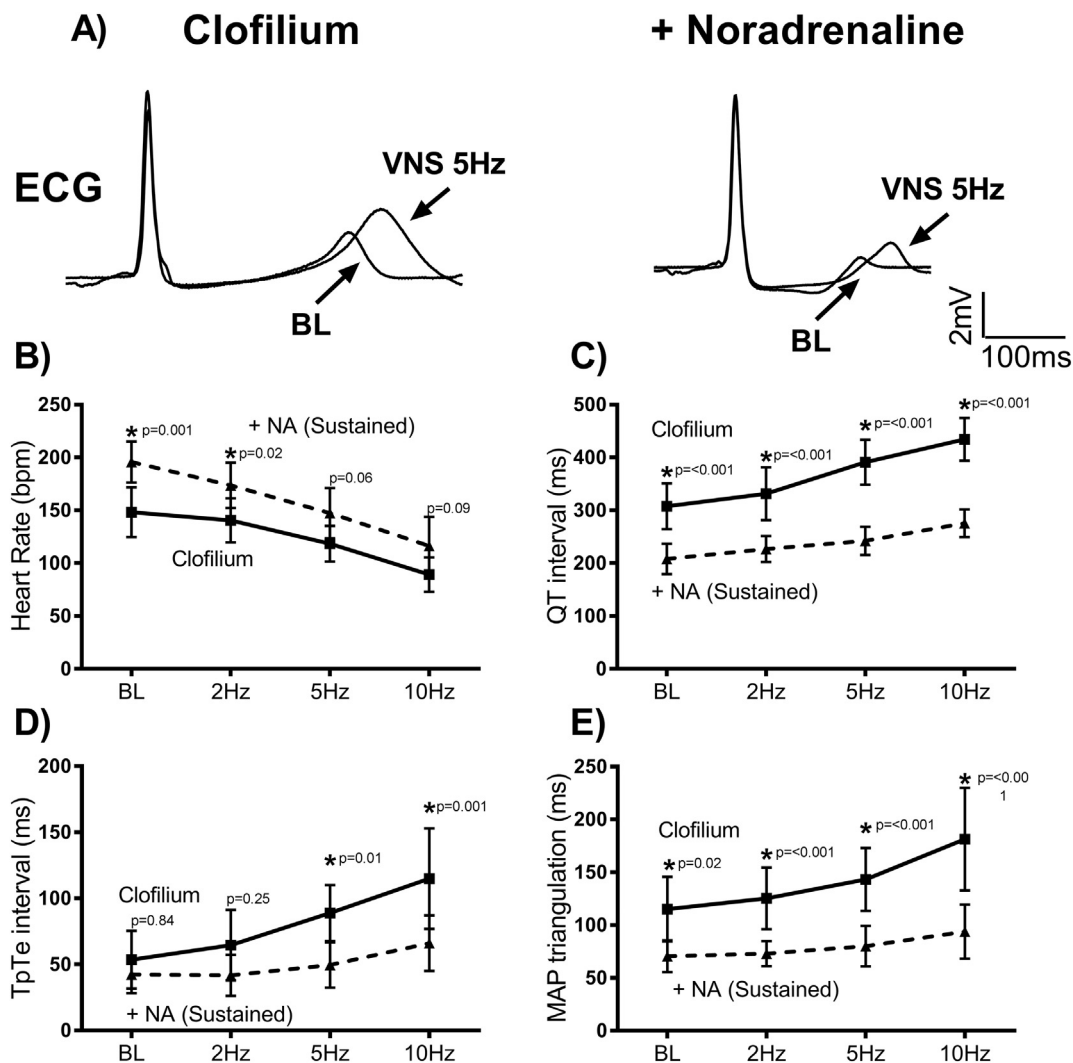 A) Clofilium + Noradrenaline
ECG
VNS 5Hz
BL
VNS 5Hz
BL
2mV
100ms
B)
Heart Rate (bpm)
250
200
150
100
50
0
* p=0.001
+ NA (Sustained)
* p=0.02
p=0.06
p=0.09
Clofilium
BL 2Hz 5Hz 10Hz
C)
QT interval (ms)
500
400
300
200
100
0
Clofilium
* p=<0.001
* p=<0.001
* p=<0.001
* p=<0.001
+ NA (Sustained)
BL 2Hz 5Hz 10Hz
D)
TpTe interval (ms)
200
150
100
50
0
Clofilium
p=0.84
p=0.25
* p=0.01
* p=0.001
+ NA (Sustained)
BL 2Hz 5Hz 10Hz
E)
MAP triangulation (ms)
250
200
150
100
50
0
Clofilium
* p=0.02
* p=<0.001
* p=<0.001
* p=<0.00
1
+ NA (Sustained)
BL 2Hz 5Hz 10Hz